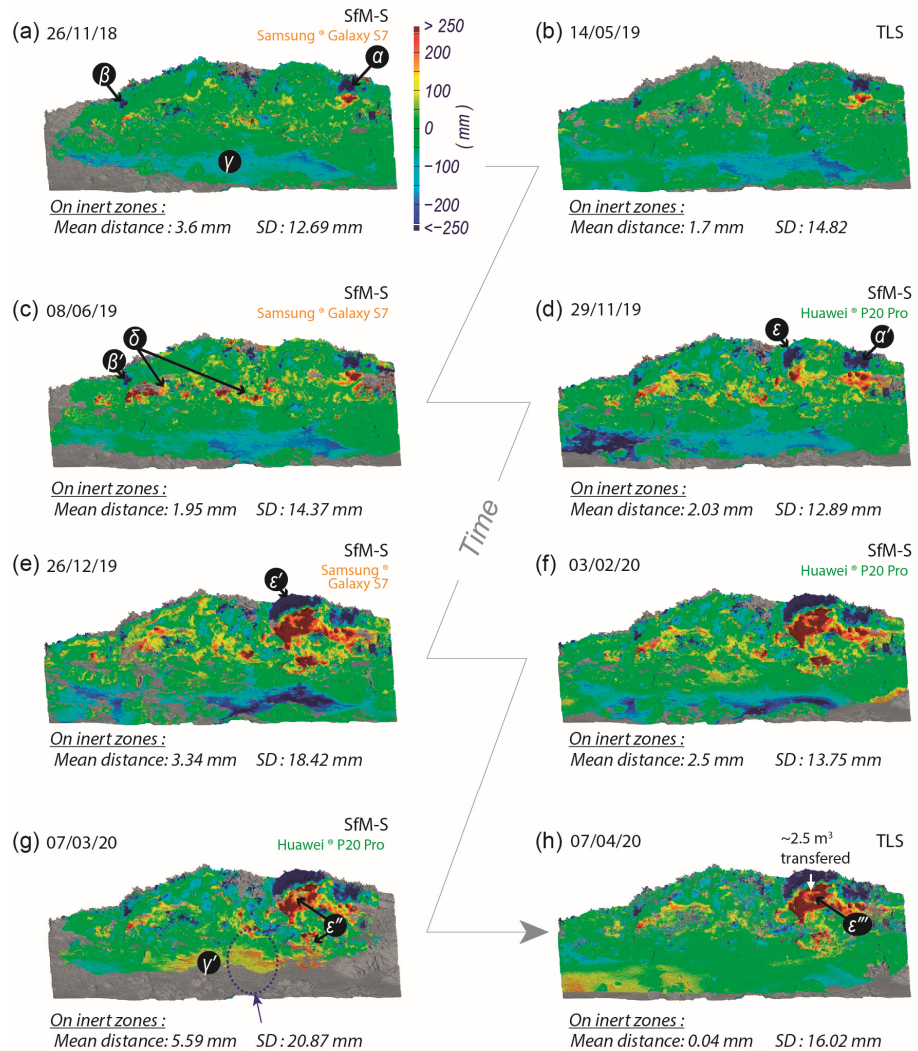 (a) 26/11/18
SfM-S
Samsung ® Galaxy S7
β
α
γ
> 250
200
100
0
−100
−200
<−250
(mm)
On inert zones :
Mean distance : 3.6 mm SD : 12.69 mm
(b) 14/05/19
TLS
On inert zones :
Mean distance: 1.7 mm SD : 14.82
(c) 08/06/19
SfM-S
Samsung ® Galaxy S7
β′
δ
On inert zones :
Mean distance: 1.95 mm SD : 14.37 mm
(d) 29/11/19
SfM-S
Huawei ® P20 Pro
ε
α′
On inert zones :
Mean distance: 2.03 mm SD : 12.89 mm
Time
(e) 26/12/19
SfM-S
Samsung ®
Galaxy S7
ε′
On inert zones :
Mean distance: 3.34 mm SD : 18.42 mm
(f) 03/02/20
SfM-S
Huawei ® P20 Pro
On inert zones :
Mean distance: 2.5 mm SD : 13.75 mm
(g) 07/03/20
SfM-S
Huawei ® P20 Pro
ε″
γ′
On inert zones :
Mean distance: 5.59 mm SD : 20.87 mm
(h) 07/04/20
~2.5 m³
transfered
TLS
ε‴
On inert zones :
Mean distance: 0.04 mm SD : 16.02 mm